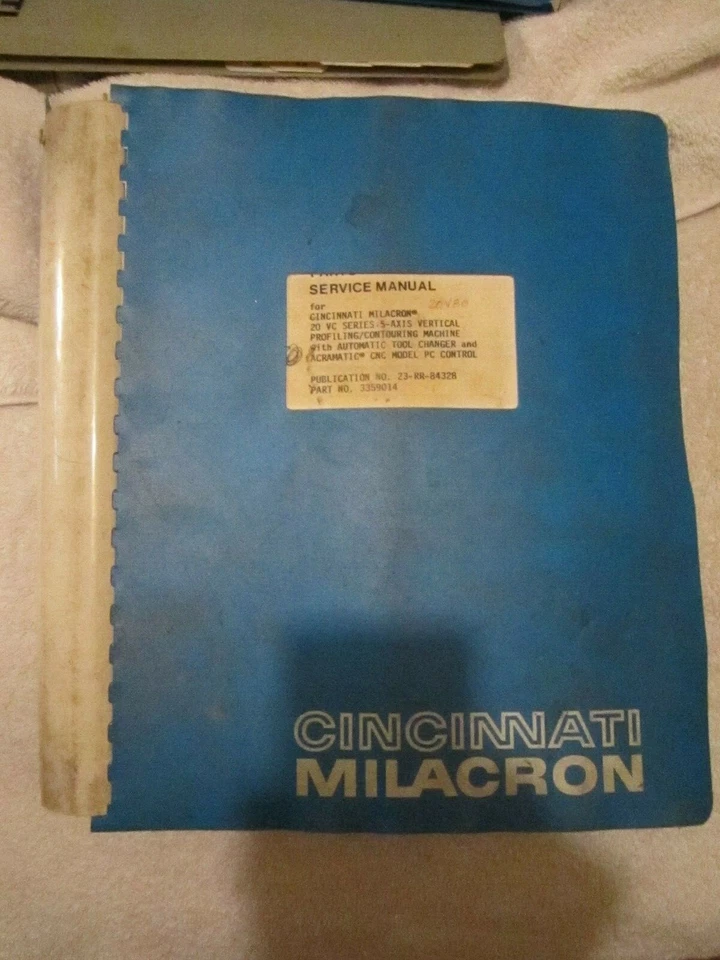 SERVICE MANUAL
for
CINCINNATI MILACRON®
20 VC SERIES 5-AXIS VERTICAL
PROFILING/CONTOURING MACHINE
with AUTOMATIC TOOL CHANGER and
ACRAMATIC® CNC MODEL PC CONTROL
PUBLICATION NO. 23-RR-84328
PART NO. 3359014
CINCINNATI
MILACRON